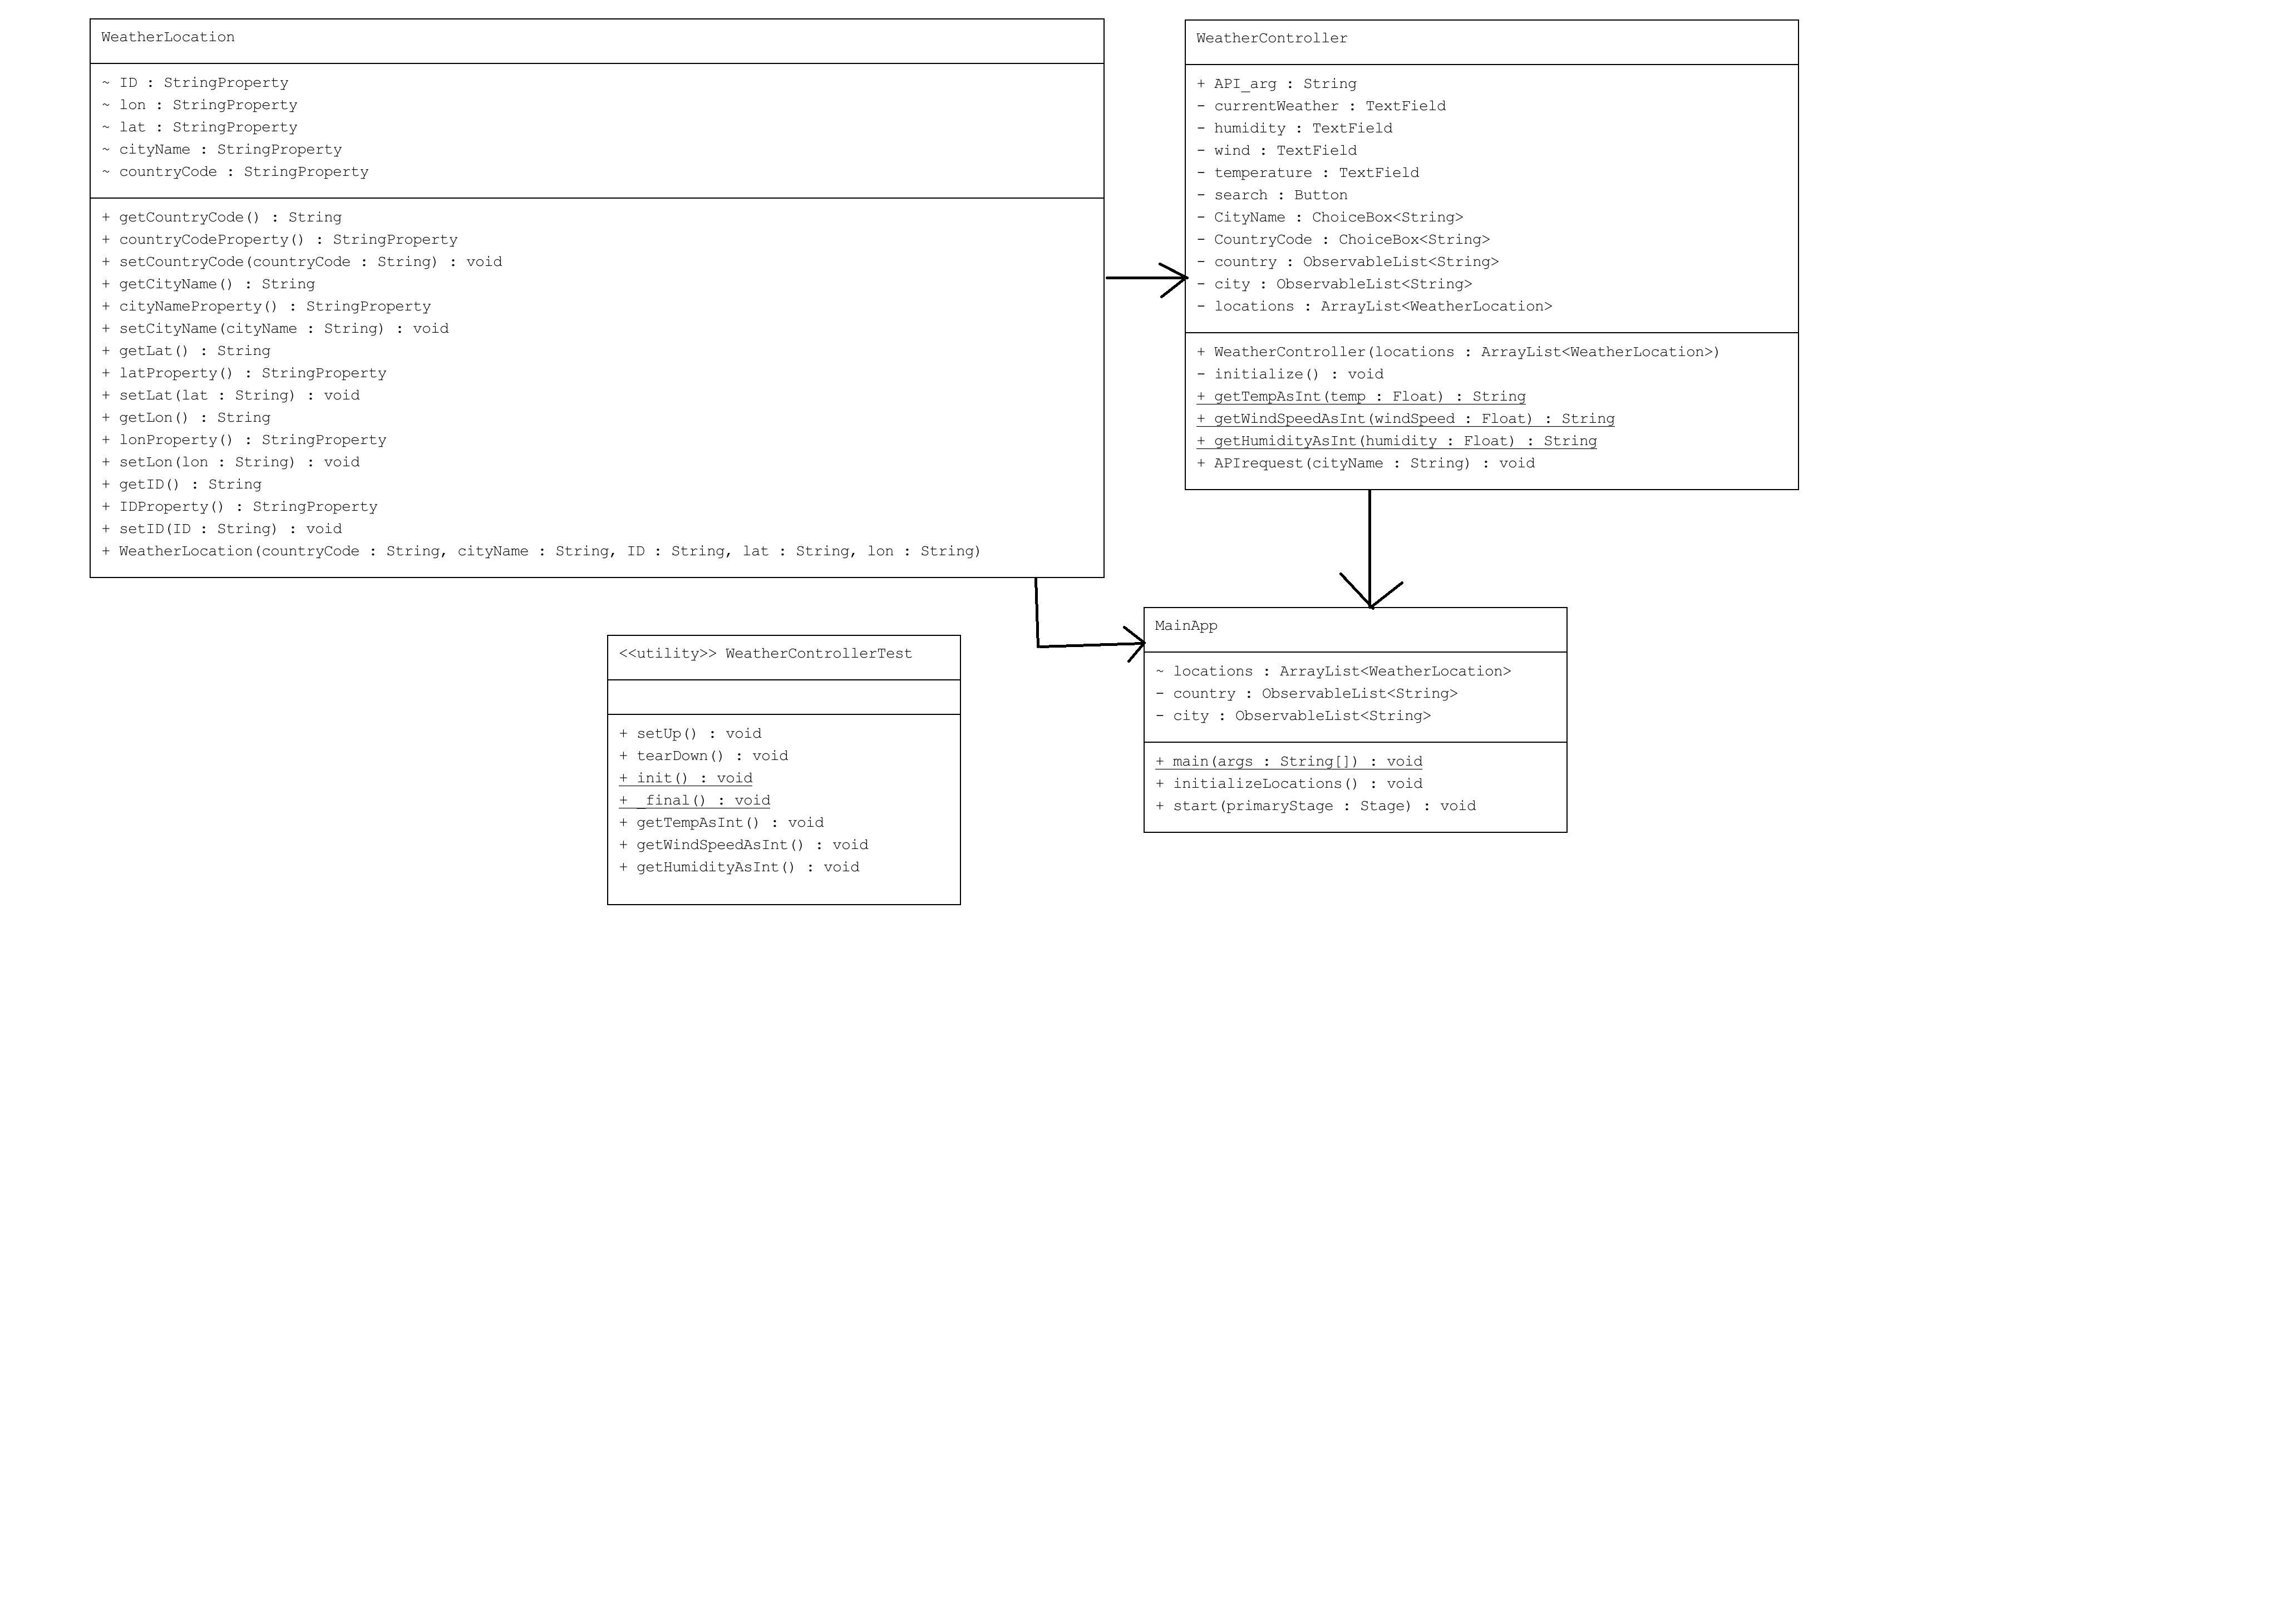 WeatherLocation
~ ID : StringProperty
~ lon : StringProperty
~ lat : StringProperty
~ cityName : StringProperty
~ countryCode : StringProperty
+ getCountryCode() : String
+ countryCodeProperty() : StringProperty
+ setCountryCode(countryCode : String) : void
+ getCityName() : String
+ cityNameProperty() : StringProperty
+ setCityName(cityName : String) : void
+ getLat() : String
+ latProperty() : StringProperty
+ setLat(lat : String) : void
+ getLon() : String
+ lonProperty() : StringProperty
+ setLon(lon : String) : void
+ getID() : String
+ IDProperty() : StringProperty
+ setID(ID : String) : void
+ WeatherLocation(countryCode : String, cityName : String, ID : String, lat : String, lon : String)
WeatherController
+ API_arg : String
- currentWeather : TextField
- humidity : TextField
- wind : TextField
- temperature : TextField
- search : Button
- CityName : ChoiceBox<String>
- CountryCode : ChoiceBox<String>
- country : ObservableList<String>
- city : ObservableList<String>
- locations : ArrayList<WeatherLocation>
+ WeatherController(locations : ArrayList<WeatherLocation>)
- initialize() : void
+ getTempAsInt(temp : Float) : String
+ getWindSpeedAsInt(windSpeed : Float) : String
+ getHumidityAsInt(humidity : Float) : String
+ APIrequest(cityName : String) : void
<<utility>> WeatherControllerTest
+ setUp() : void
+ tearDown() : void
+ init() : void
+ _final() : void
+ getTempAsInt() : void
+ getWindSpeedAsInt() : void
+ getHumidityAsInt() : void
MainApp
~ locations : ArrayList<WeatherLocation>
- country : ObservableList<String>
- city : ObservableList<String>
+ main(args : String[]) : void
+ initializeLocations() : void
+ start(primaryStage : Stage) : void